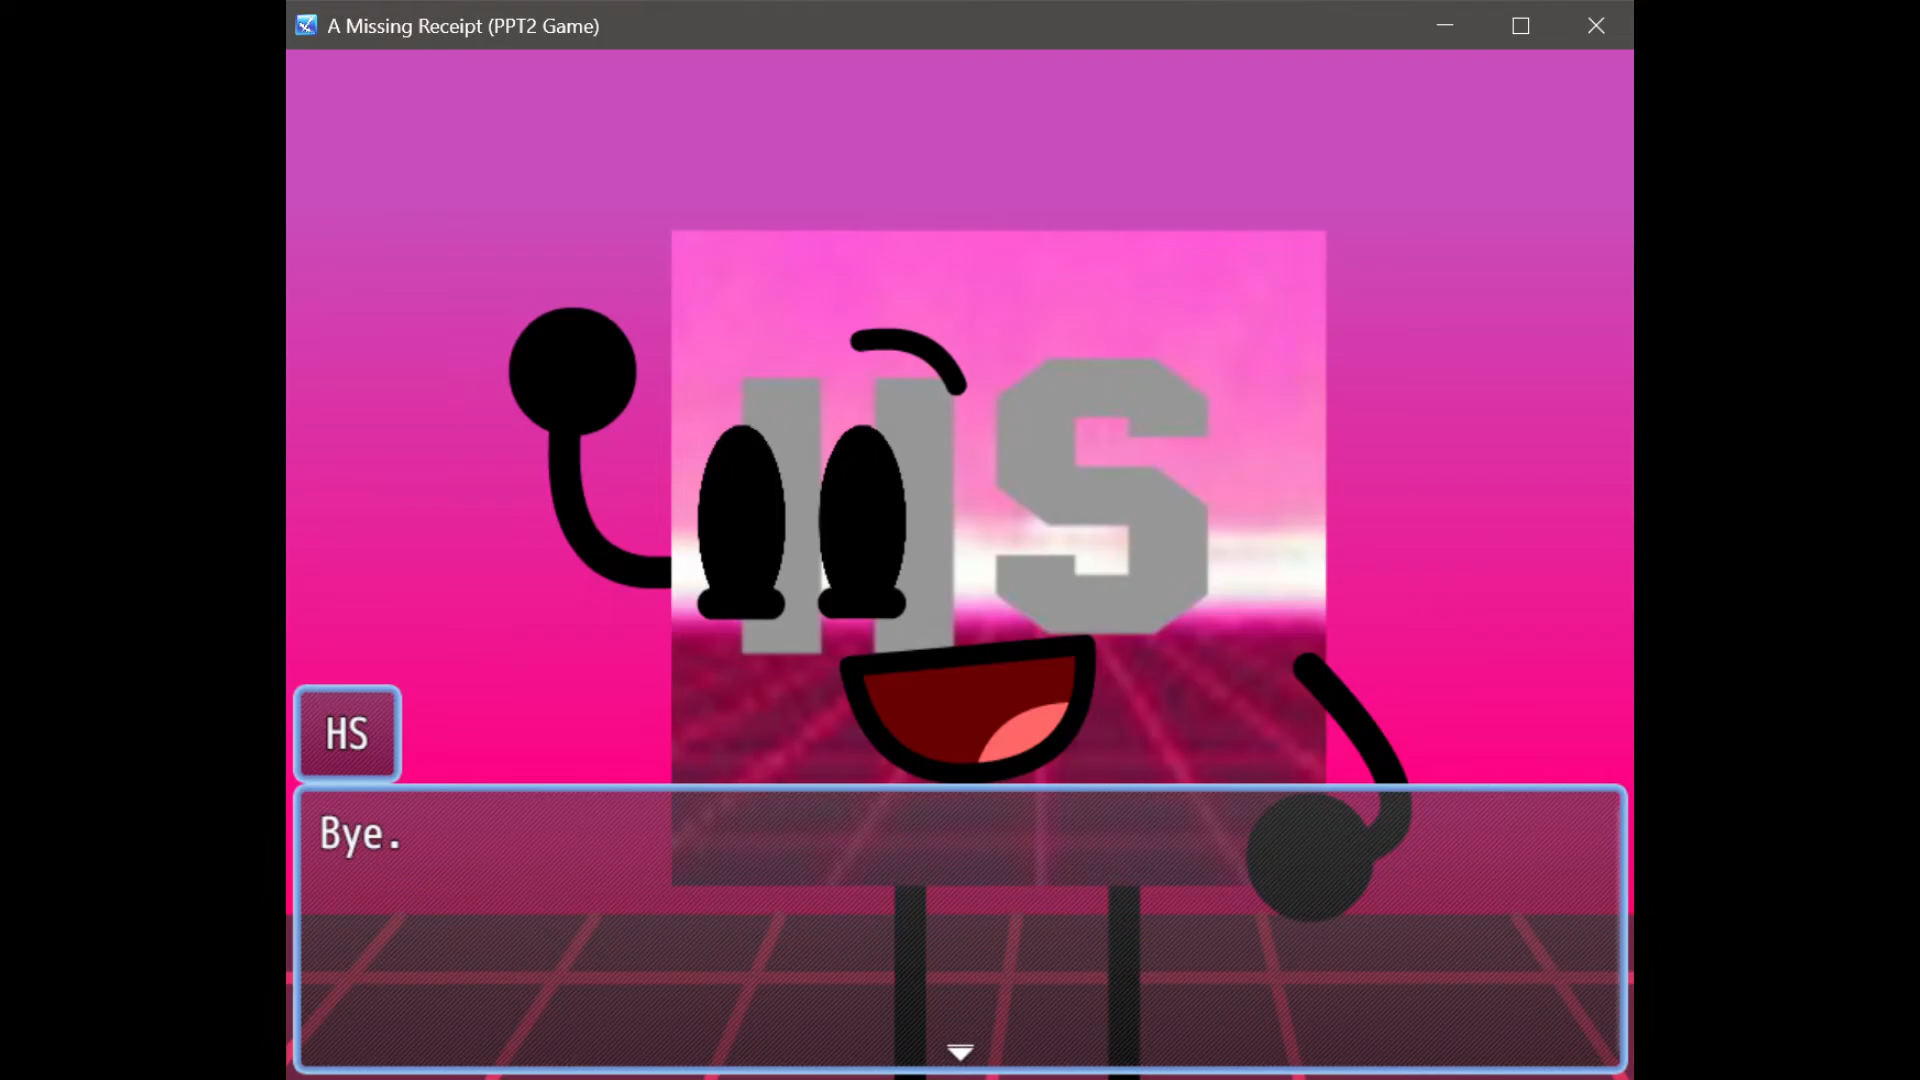 A Missing Receipt (PPT2 Game)
HS
HS
Bye.